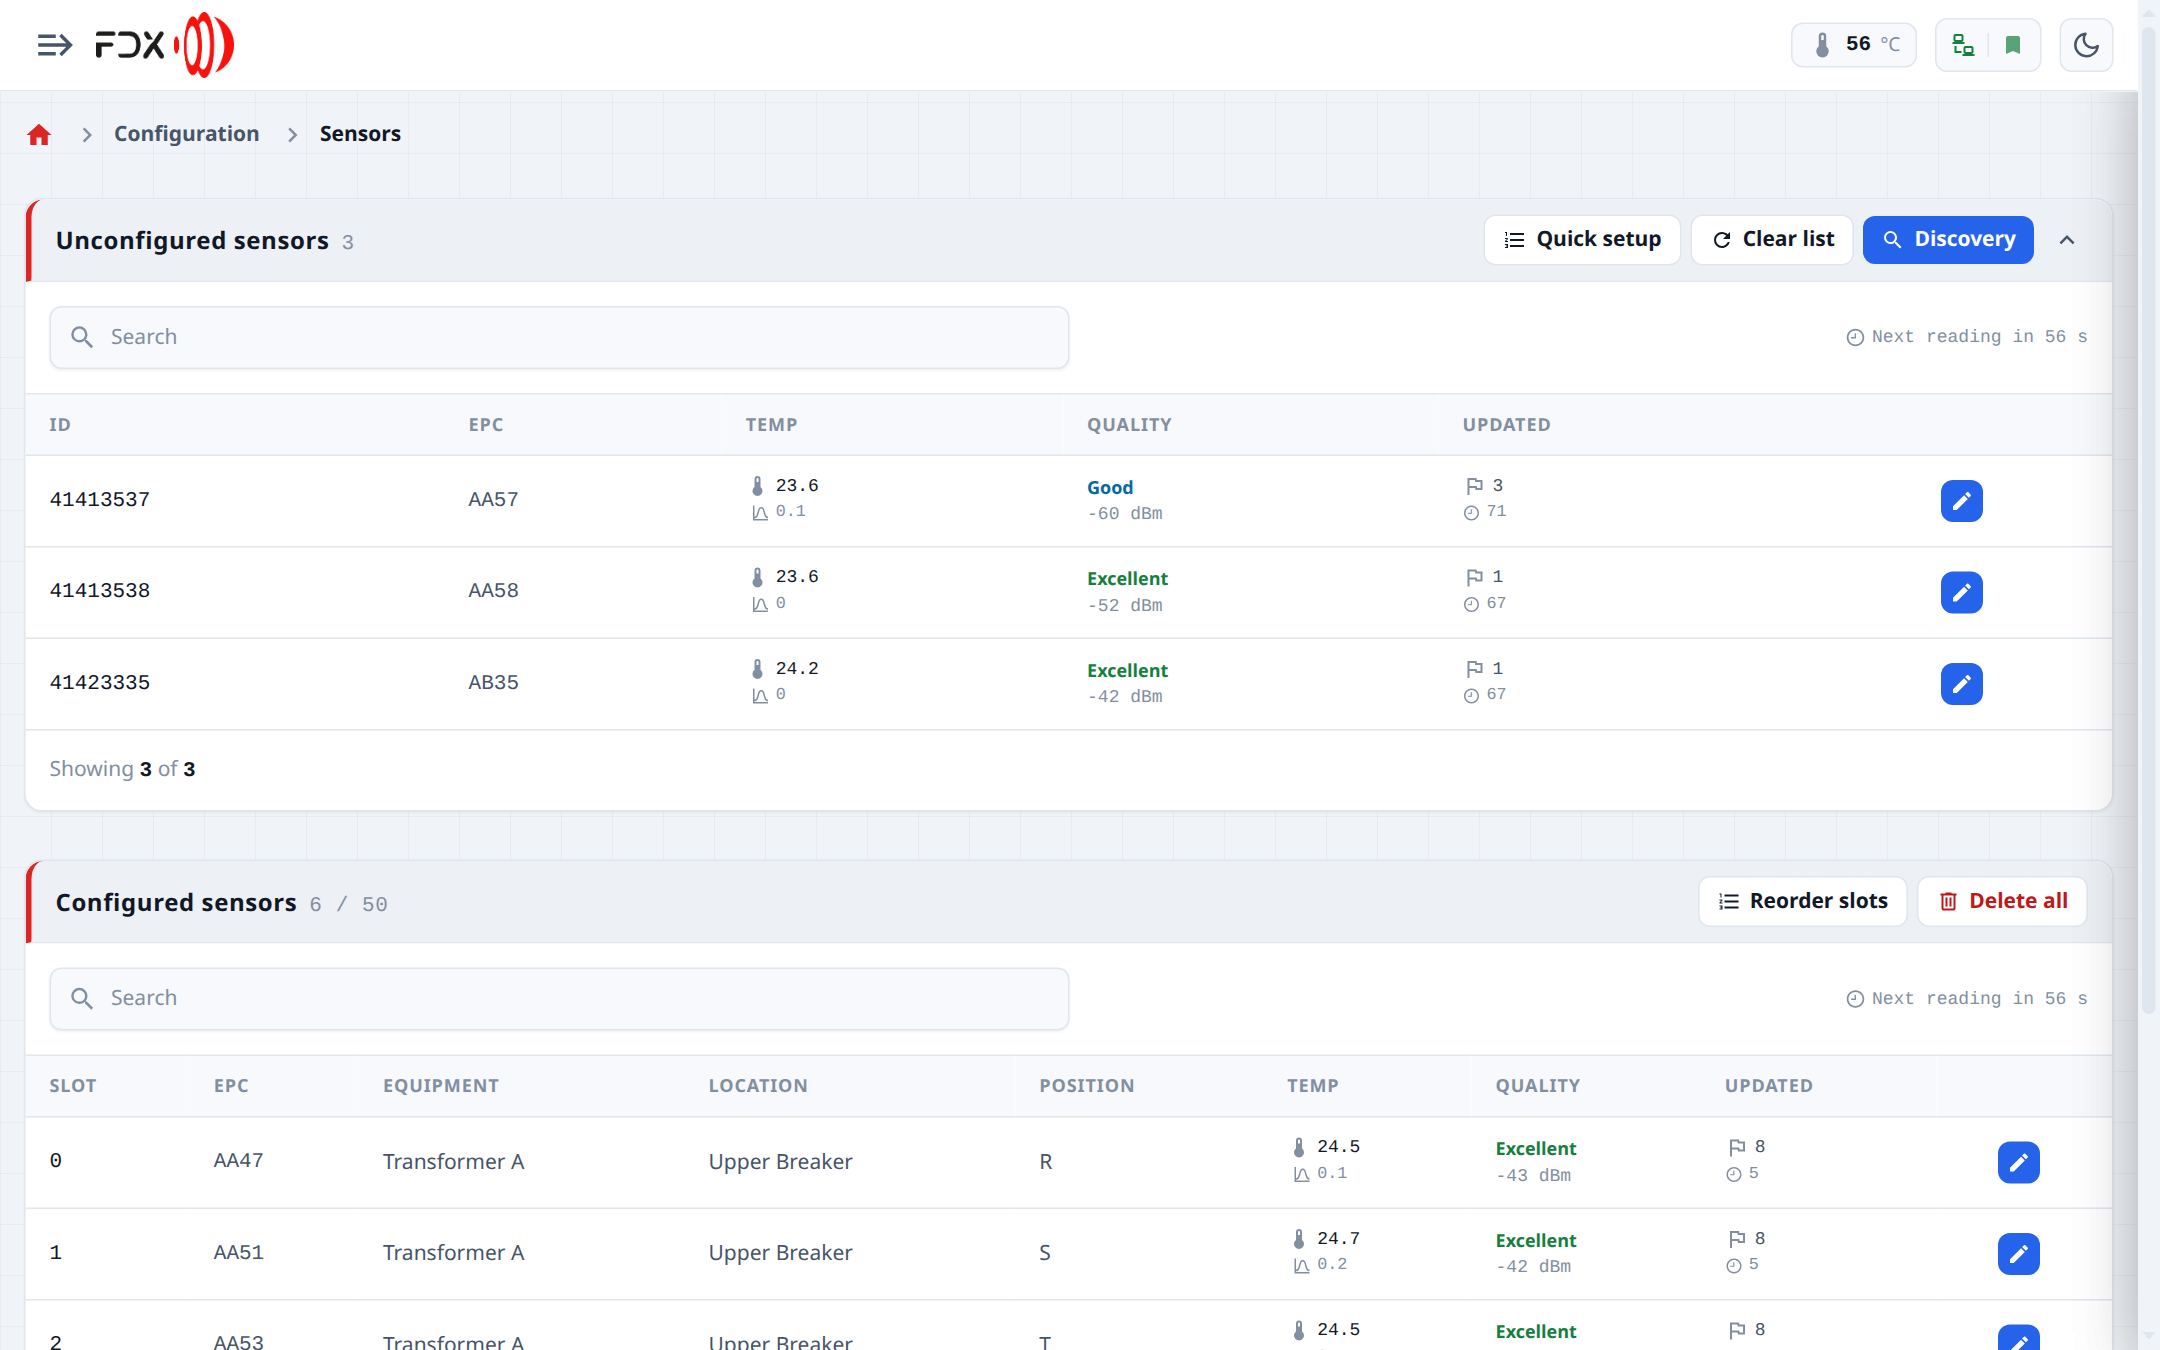 FDX
56 °C
Configuration
Sensors
Unconfigured sensors 3
Quick setup
Clear list
Discovery
Search
Next reading in 56 s
ID EPC TEMP QUALITY UPDATED
41413537 AA57 23.6 0.1 Good -60 dBm 3 71
41413538 AA58 23.6 0 Excellent -52 dBm 1 67
41423335 AB35 24.2 0 Excellent -42 dBm 1 67
Showing 3 of 3
Configured sensors 6 / 50
Reorder slots
Delete all
Search
Next reading in 56 s
SLOT EPC EQUIPMENT LOCATION POSITION TEMP QUALITY UPDATED
0 AA47 Transformer A Upper Breaker R 24.5 0.1 Excellent -43 dBm 8 5
1 AA51 Transformer A Upper Breaker S 24.7 0.2 Excellent -42 dBm 8 5
2 AA53 Transformer A Upper Breaker T 24.5 Excellent 8